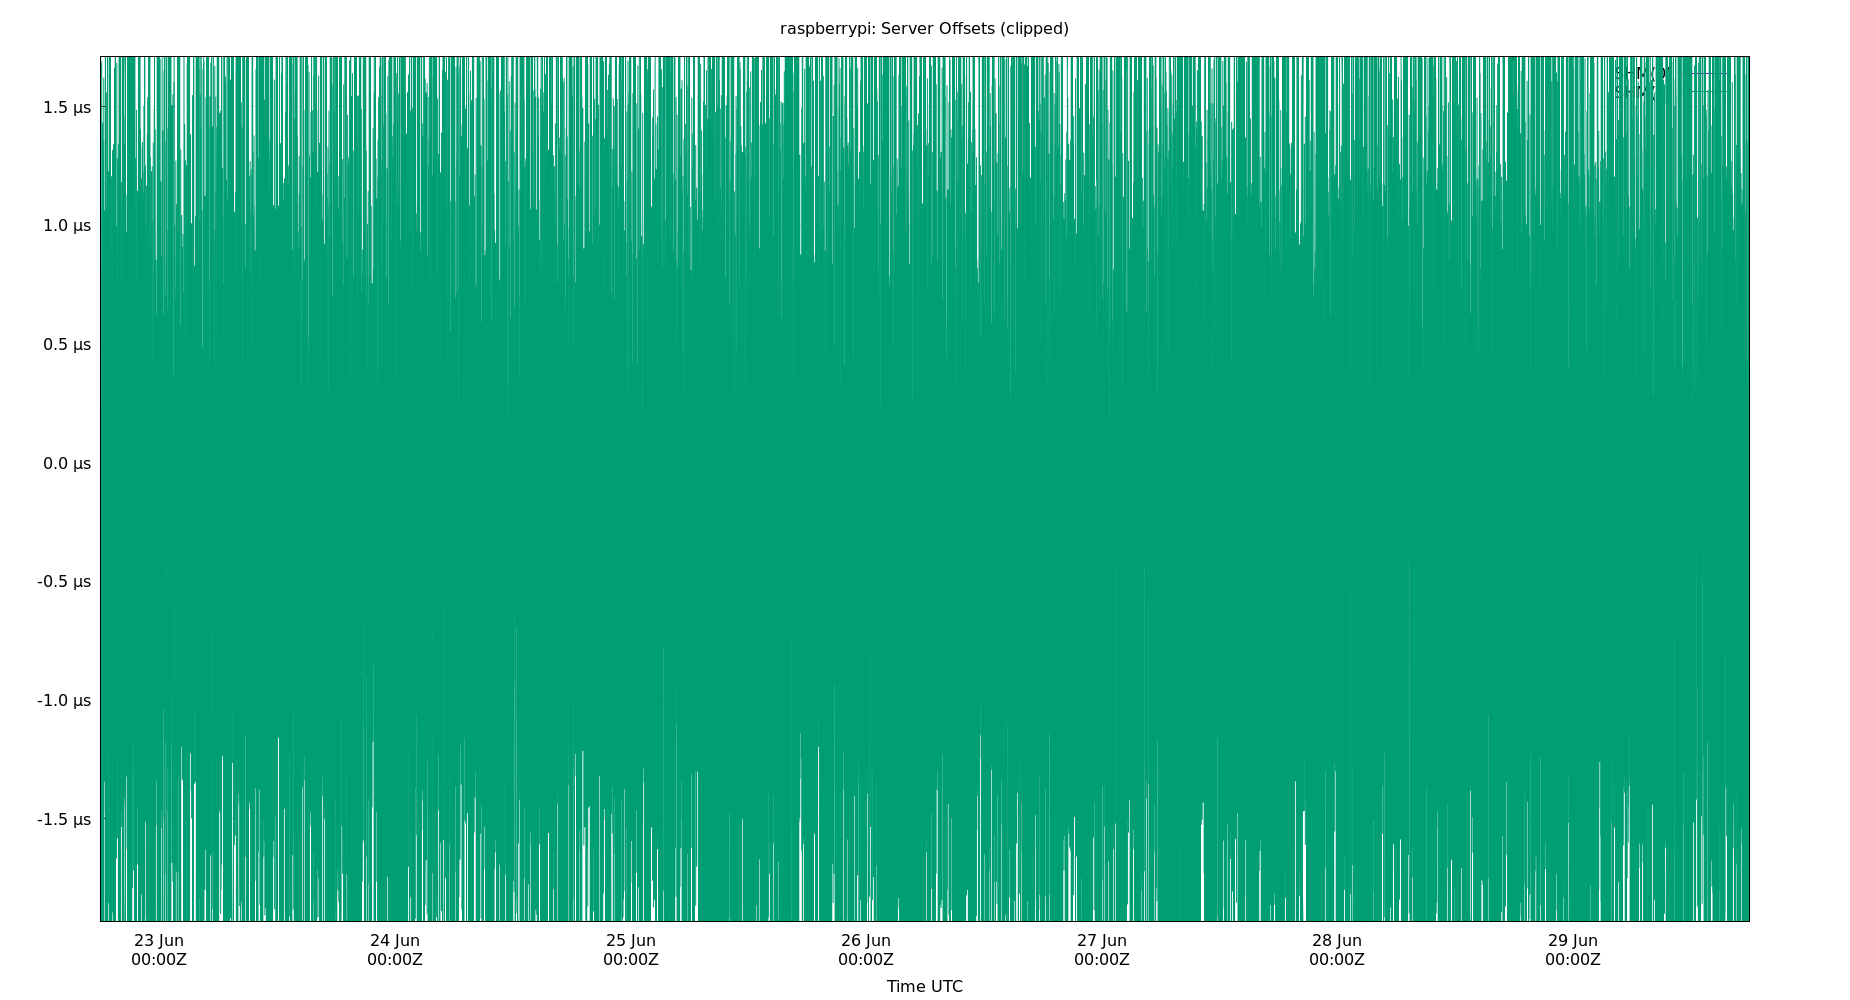 raspberrypi: Server Offsets (clipped)
1.5 µs
1.0 µs
0.5 µs
0.0 µs
-0.5 µs
-1.0 µs
-1.5 µs
23 Jun 24 Jun 25 Jun 26 Jun 27 Jun 28 Jun 29 Jun
00:00Z 00:00Z 00:00Z 00:00Z 00:00Z 00:00Z 00:00Z
Time UTC